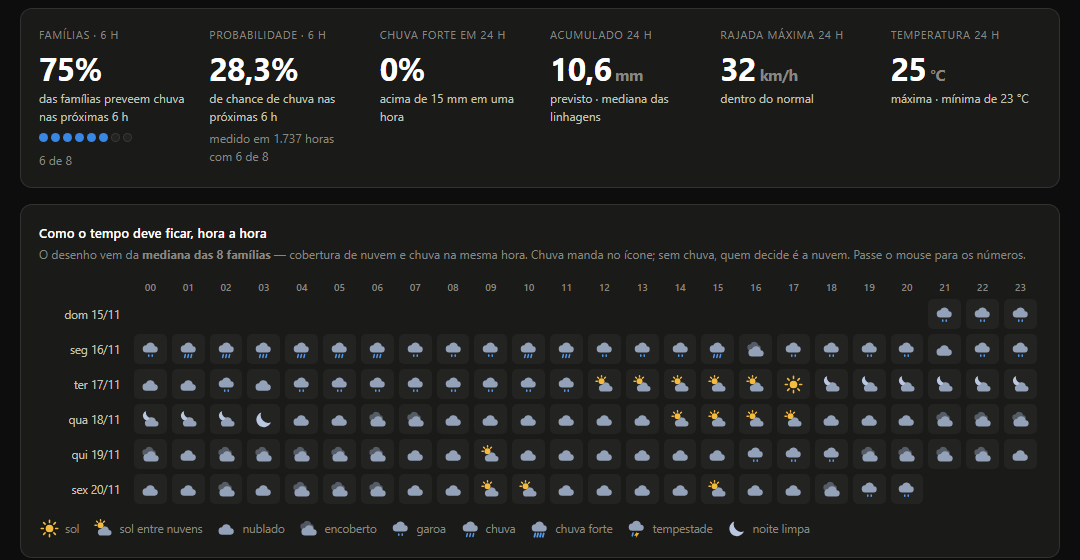 FAMÍLIAS · 6 H
75%
das famílias preveem chuva
nas próximas 6 h
6 de 8
PROBABILIDADE · 6 H
28,3%
de chance de chuva nas
próximas 6 h
medido em 1.737 horas
com 6 de 8
CHUVA FORTE EM 24 H
0%
acima de 15 mm em uma
hora
ACUMULADO 24 H
10,6 mm
previsto · mediana das
linhagens
RAJADA MÁXIMA 24 H
32 km/h
dentro do normal
TEMPERATURA 24 H
25 °C
máxima · mínima de 23 °C
Como o tempo deve ficar, hora a hora
O desenho vem da mediana das 8 famílias — cobertura de nuvem e chuva na mesma hora. Chuva manda no ícone; sem chuva, quem decide é a nuvem. Passe o mouse para os números.
00 01 02 03 04 05 06 07 08 09 10 11 12 13 14 15 16 17 18 19 20 21 22 23
dom 15/11
seg 16/11
ter 17/11
qua 18/11
qui 19/11
sex 20/11
sol sol entre nuvens nublado encoberto garoa chuva chuva forte tempestade noite limpa